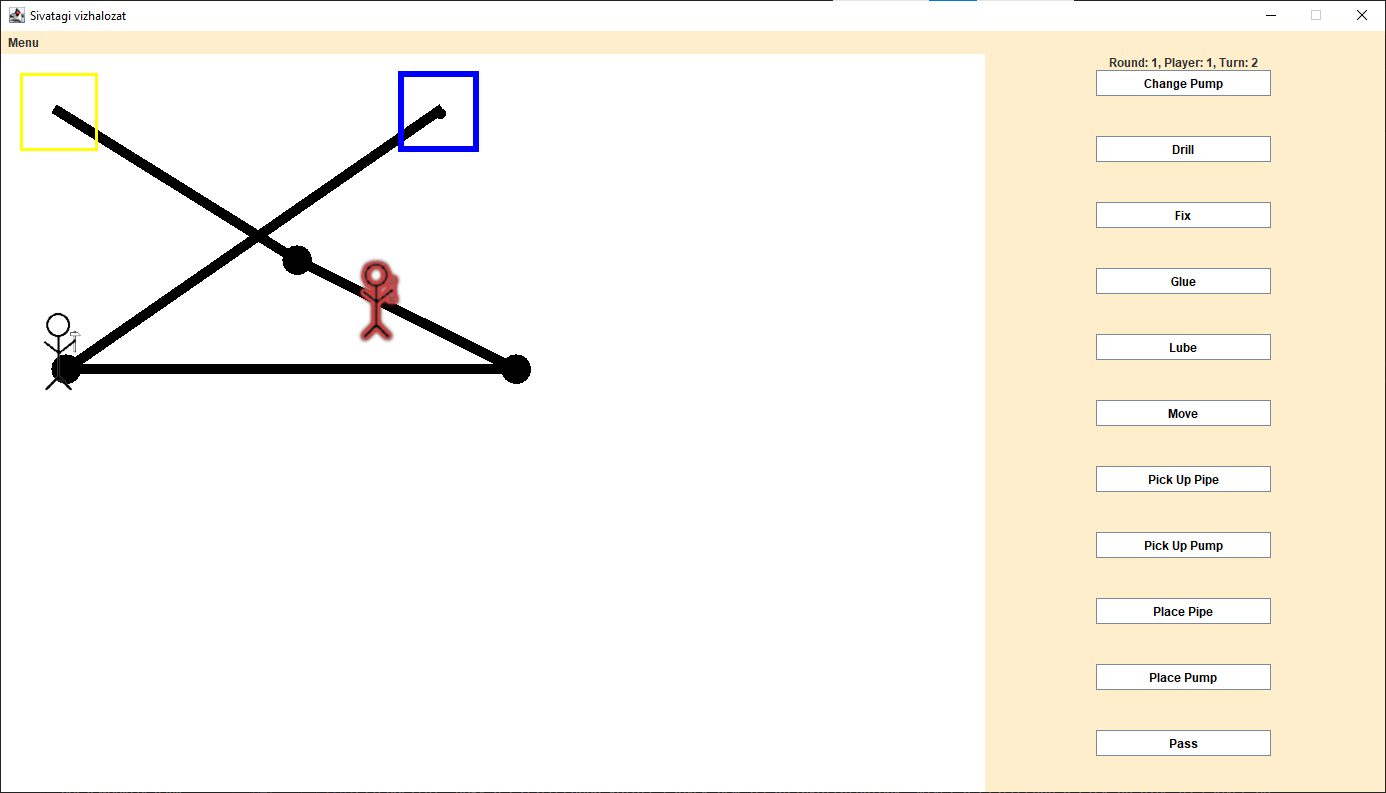 Sivatagi vizhalozat
Menu
Round: 1, Player: 1, Turn: 2
Change Pump
Drill
Fix
Glue
Lube
Move
Pick Up Pipe
Pick Up Pump
Place Pipe
Place Pump
Pass